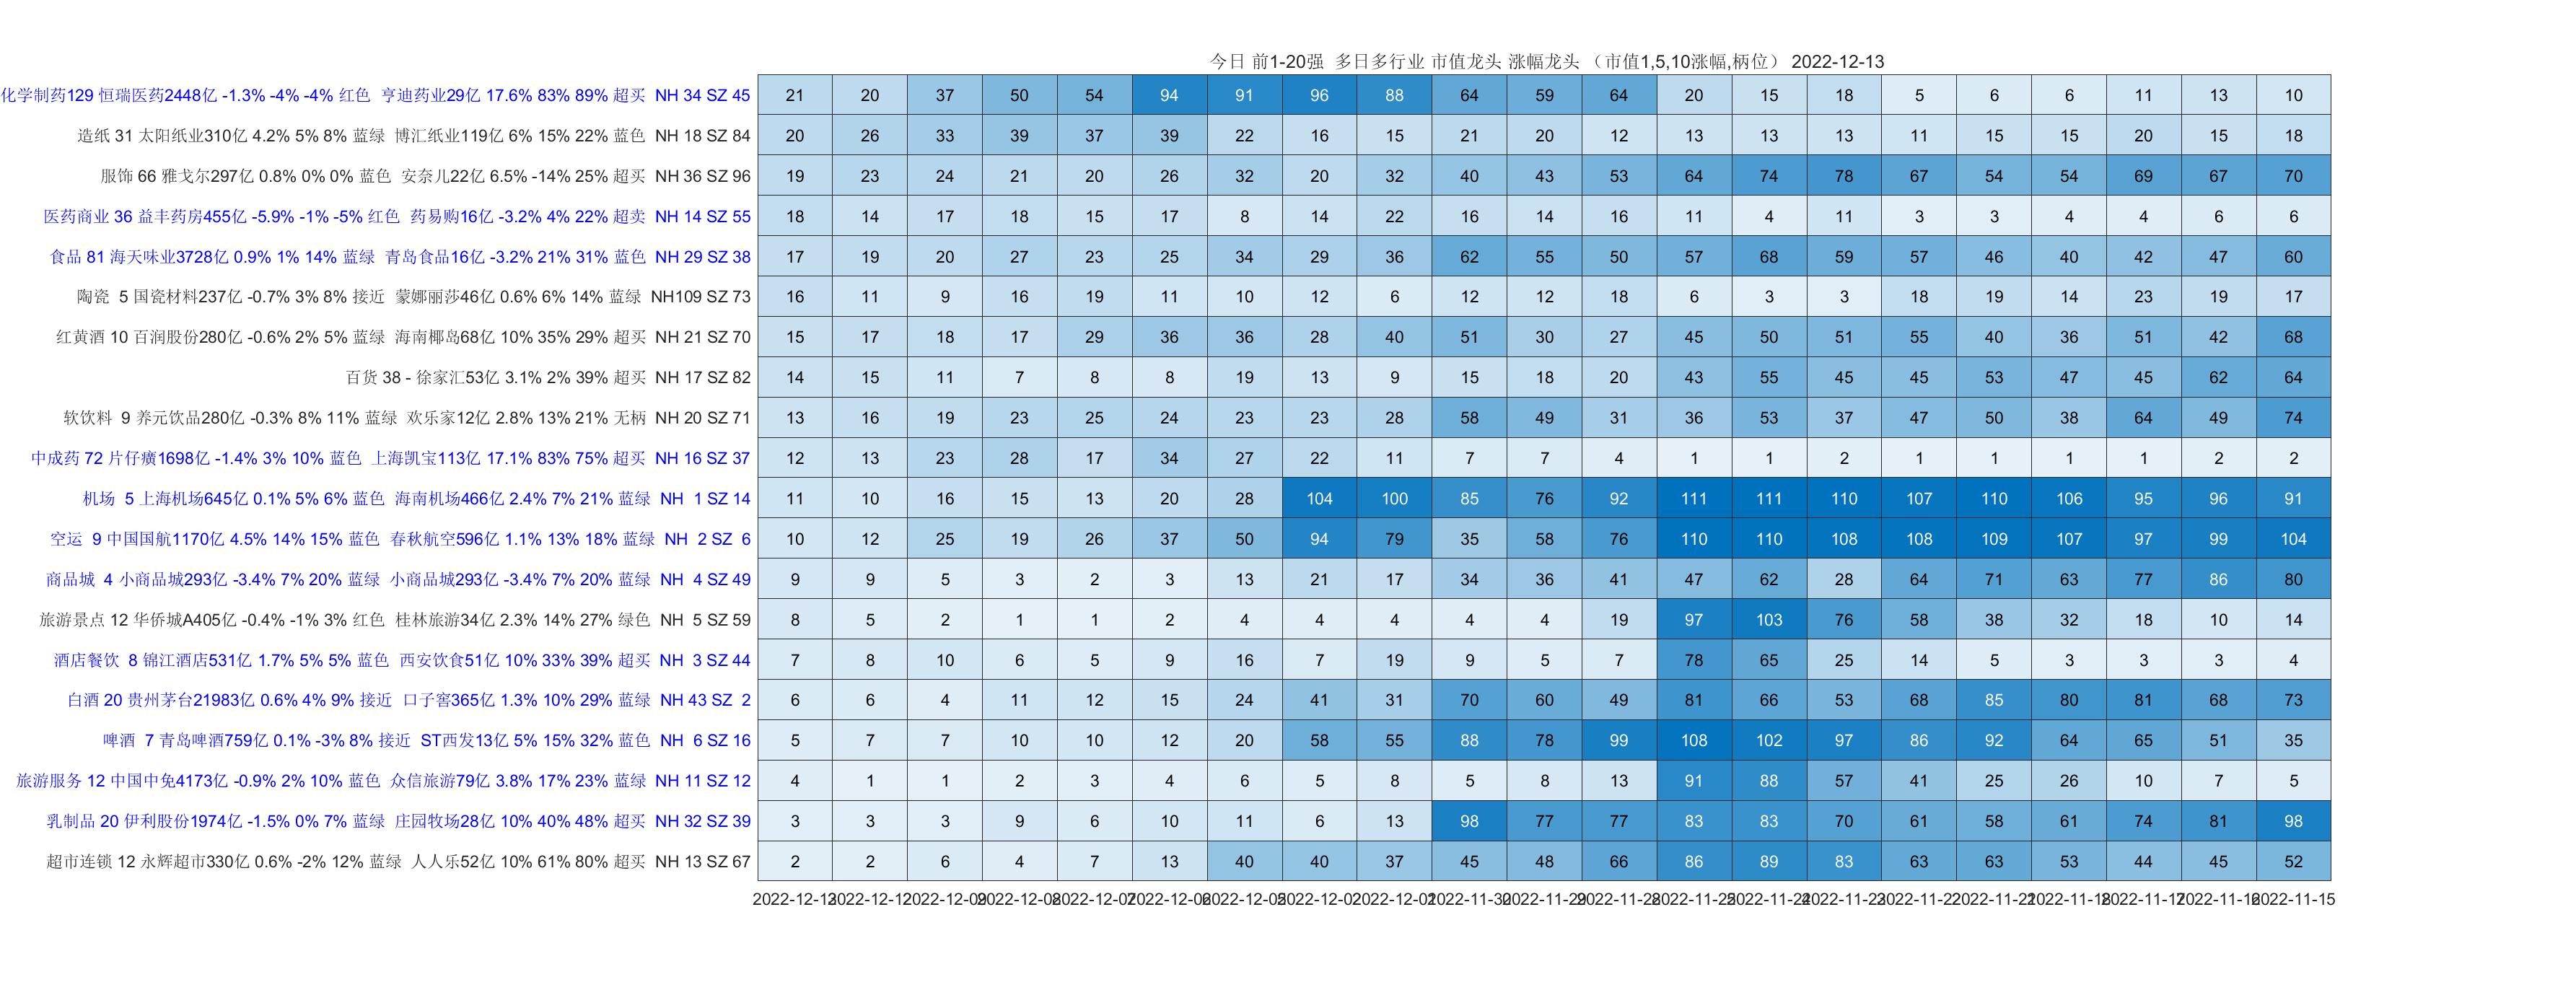 今日 前1-20强 多日多行业 市值龙头 涨幅龙头 （市值1,5,10涨幅,柄位） 2022-12-13
化学制药129 恒瑞医药2448亿 -1.3% -4% -4% 红色 亨迪药业29亿 17.6% 83% 89% 超买 NH 34 SZ 45 21 20 37 50 54 94 91 96 88 64 59 64 20 15 18 5 6 6 11 13 10
造纸 31 太阳纸业310亿 4.2% 5% 8% 蓝绿 博汇纸业119亿 6% 15% 22% 蓝色 NH 18 SZ 84 20 26 33 39 37 39 22 16 15 21 20 12 13 13 13 11 15 15 20 15 18
服饰 66 雅戈尔297亿 0.8% 0% 0% 蓝色 安奈儿22亿 6.5% -14% 25% 超买 NH 36 SZ 96 19 23 24 21 20 26 32 20 32 40 43 53 64 74 78 67 54 54 69 67 70
医药商业 36 益丰药房455亿 -5.9% -1% -5% 红色 药易购16亿 -3.2% 4% 22% 超卖 NH 14 SZ 55 18 14 17 18 15 17 8 14 22 16 14 16 11 4 11 3 3 4 4 6 6
食品 81 海天味业3728亿 0.9% 1% 14% 蓝绿 青岛食品16亿 -3.2% 21% 31% 蓝色 NH 29 SZ 38 17 19 20 27 23 25 34 29 36 62 55 50 57 68 59 57 46 40 42 47 60
陶瓷 5 国瓷材料237亿 -0.7% 3% 8% 接近 蒙娜丽莎46亿 0.6% 6% 14% 蓝绿 NH109 SZ 73 16 11 9 16 19 11 10 12 6 12 12 18 6 3 3 18 19 14 23 19 17
红黄酒 10 百润股份280亿 -0.6% 2% 5% 蓝绿 海南椰岛68亿 10% 35% 29% 超买 NH 21 SZ 70 15 17 18 17 29 36 36 28 40 51 30 27 45 50 51 55 40 36 51 42 68
百货 38 - 徐家汇53亿 3.1% 2% 39% 超买 NH 17 SZ 82 14 15 11 7 8 8 19 13 9 15 18 20 43 55 45 45 53 47 45 62 64
软饮料 9 养元饮品280亿 -0.3% 8% 11% 蓝绿 欢乐家12亿 2.8% 13% 21% 无柄 NH 20 SZ 71 13 16 19 23 25 24 23 23 28 58 49 31 36 53 37 47 50 38 64 49 74
中成药 72 片仔癀1698亿 -1.4% 3% 10% 蓝色 上海凯宝113亿 17.1% 83% 75% 超买 NH 16 SZ 37 12 13 23 28 17 34 27 22 11 7 7 4 1 1 2 1 1 1 1 2 2
机场 5 上海机场645亿 0.1% 5% 6% 蓝色 海南机场466亿 2.4% 7% 21% 蓝绿 NH 1 SZ 14 11 10 16 15 13 20 28 104 100 85 76 92 111 111 110 107 110 106 95 96 91
空运 9 中国国航1170亿 4.5% 14% 15% 蓝色 春秋航空596亿 1.1% 13% 18% 蓝绿 NH 2 SZ 6 10 12 25 19 26 37 50 94 79 35 58 76 110 110 108 108 109 107 97 99 104
商品城 4 小商品城293亿 -3.4% 7% 20% 蓝绿 小商品城293亿 -3.4% 7% 20% 蓝绿 NH 4 SZ 49 9 9 5 3 2 3 13 21 17 34 36 41 47 62 28 64 71 63 77 86 80
旅游景点 12 华侨城A405亿 -0.4% -1% 3% 红色 桂林旅游34亿 2.3% 14% 27% 绿色 NH 5 SZ 59 8 5 2 1 1 2 4 4 4 4 4 19 97 103 76 58 38 32 18 10 14
酒店餐饮 8 锦江酒店531亿 1.7% 5% 5% 蓝色 西安饮食51亿 10% 33% 39% 超买 NH 3 SZ 44 7 8 10 6 5 9 16 7 19 9 5 7 78 65 25 14 5 3 3 3 4
白酒 20 贵州茅台21983亿 0.6% 4% 9% 接近 口子窖365亿 1.3% 10% 29% 蓝绿 NH 43 SZ 2 6 6 4 11 12 15 24 41 31 70 60 49 81 66 53 68 85 80 81 68 73
啤酒 7 青岛啤酒759亿 0.1% -3% 8% 接近 ST西发13亿 5% 15% 32% 蓝色 NH 6 SZ 16 5 7 7 10 10 12 20 58 55 88 78 99 108 102 97 86 92 64 65 51 35
旅游服务 12 中国中免4173亿 -0.9% 2% 10% 蓝色 众信旅游79亿 3.8% 17% 23% 蓝绿 NH 11 SZ 12 4 1 1 2 3 4 6 5 8 5 8 13 91 88 57 41 25 26 10 7 5
乳制品 20 伊利股份1974亿 -1.5% 0% 7% 蓝绿 庄园牧场28亿 10% 40% 48% 超买 NH 32 SZ 39 3 3 3 9 6 10 11 6 13 98 77 77 83 83 70 61 58 61 74 81 98
超市连锁 12 永辉超市330亿 0.6% -2% 12% 蓝绿 人人乐52亿 10% 61% 80% 超买 NH 13 SZ 67 2 2 6 4 7 13 40 40 37 45 48 66 86 89 83 63 63 53 44 45 52
2022-12-13 2022-12-12 2022-12-09 2022-12-08 2022-12-07 2022-12-06 2022-12-05 2022-12-02 2022-12-01 2022-11-30 2022-11-29 2022-11-28 2022-11-25 2022-11-24 2022-11-23 2022-11-22 2022-11-21 2022-11-18 2022-11-17 2022-11-16 2022-11-15